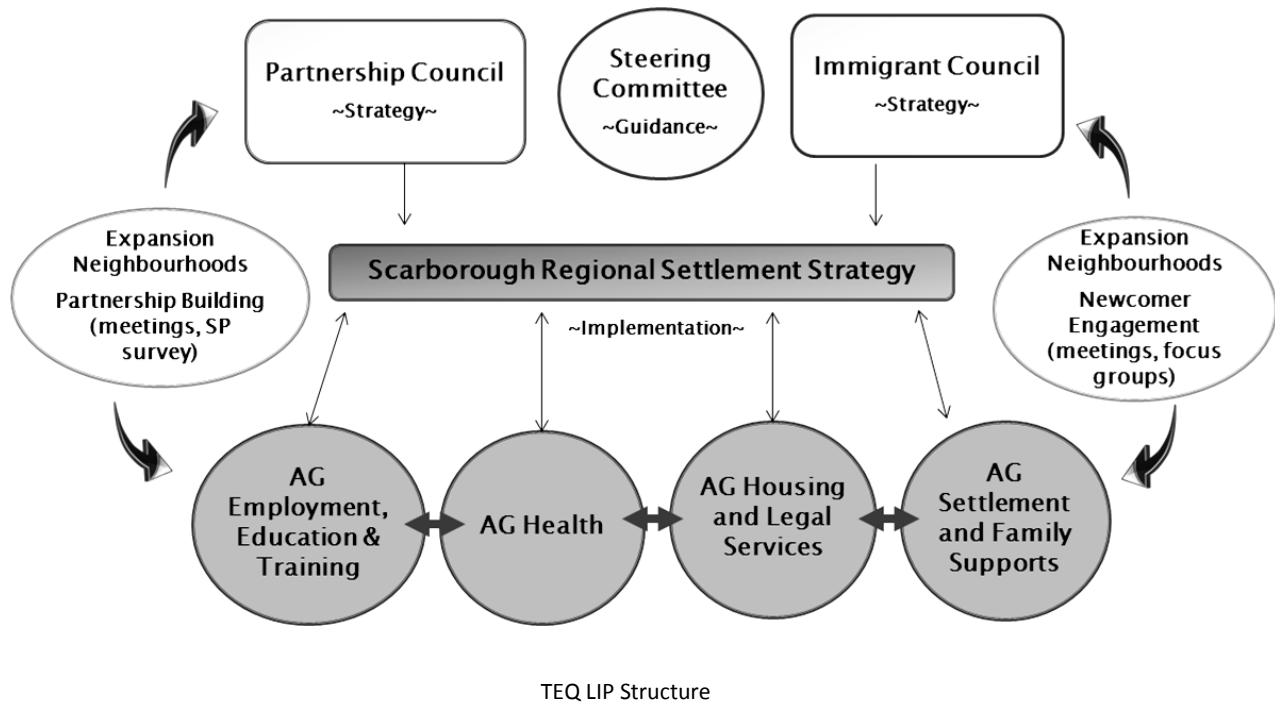 Partnership Council
~Strategy~
Steering
Committee
~Guidance~
Immigrant Council
~Strategy~
Expansion
Neighbourhoods
Partnership Building
(meetings, SP
survey)
Scarborough Regional Settlement Strategy
~Implementation~
Expansion
Neighbourhoods
Newcomer
Engagement
(meetings, focus
groups)
AG
Employment,
Education &
Training
AG Health
AG Housing
and Legal
Services
AG
Settlement
and Family
Supports
TEQ LIP Structure